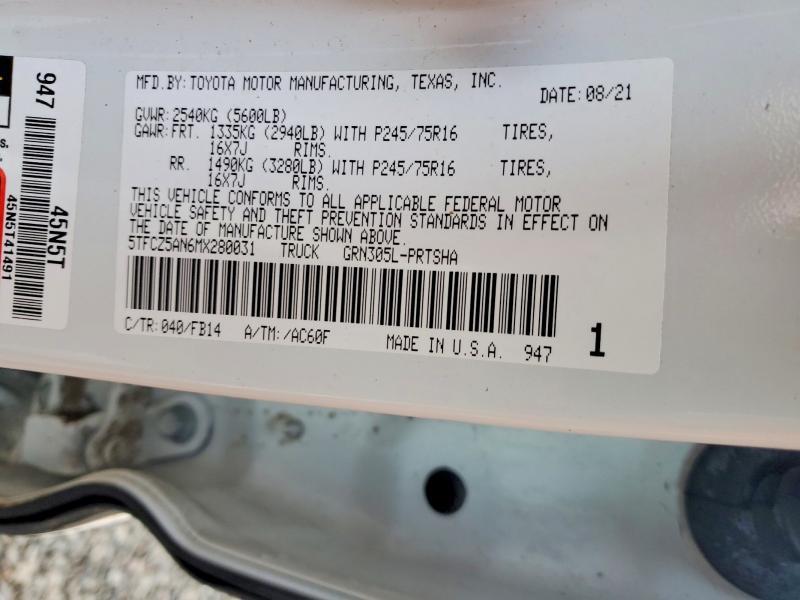 MFD.BY:TOYOTA MOTOR MANUFACTURING, TEXAS, INC.
DATE:08/21
GVWR:2540KG (5600LB)
GAWR:FRT. 1335KG (2940LB) WITH P245/75R16 TIRES,
16X7J RIMS.
RR. 1490KG (3280LB) WITH P245/75R16 TIRES,
16X7J RIMS.
THIS VEHICLE CONFORMS TO ALL APPLICABLE FEDERAL MOTOR
VEHICLE SAFETY AND THEFT PREVENTION STANDARDS IN EFFECT ON
THE DATE OF MANUFACTURE SHOWN ABOVE.
5TFCZ5AN6MX280031 TRUCK GRN305L-PRTSHA
C/TR:040/FB14 A/TM:/AC60F MADE IN U.S.A. 947 1
947
45N5T
45N5T41491
s.